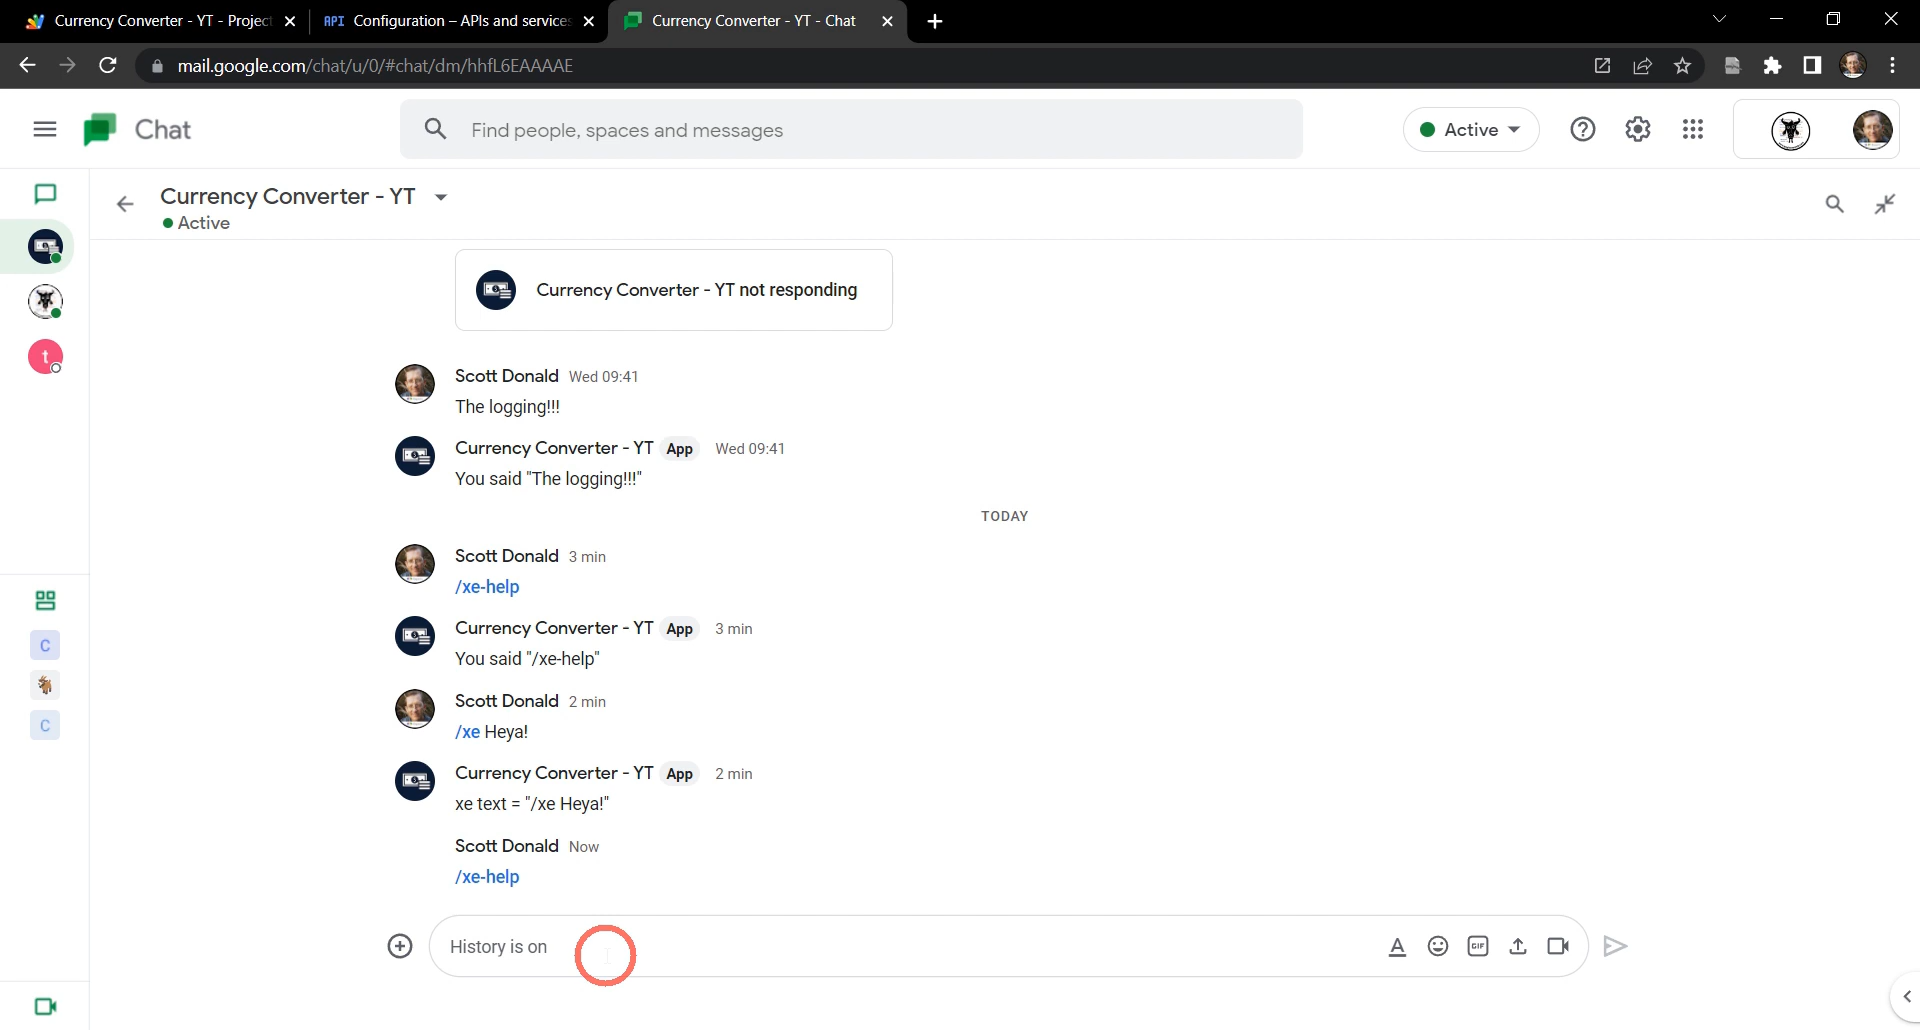 Currency Converter - YT - Project
API Configuration – APIs and services
Currency Converter - YT - Chat
mail.google.com/chat/u/0/#chat/dm/hhfL6EAAAAE
Chat
Find people, spaces and messages
Active
Currency Converter - YT
Active
Currency Converter - YT not responding
Scott Donald Wed 09:41
The logging!!!
Currency Converter - YT App Wed 09:41
You said "The logging!!!"
TODAY
Scott Donald 3 min
/xe-help
Currency Converter - YT App 3 min
You said "/xe-help"
Scott Donald 2 min
/xe Heya!
Currency Converter - YT App 2 min
xe text = "/xe Heya!"
Scott Donald Now
/xe-help
History is on
GIF
t
C
C